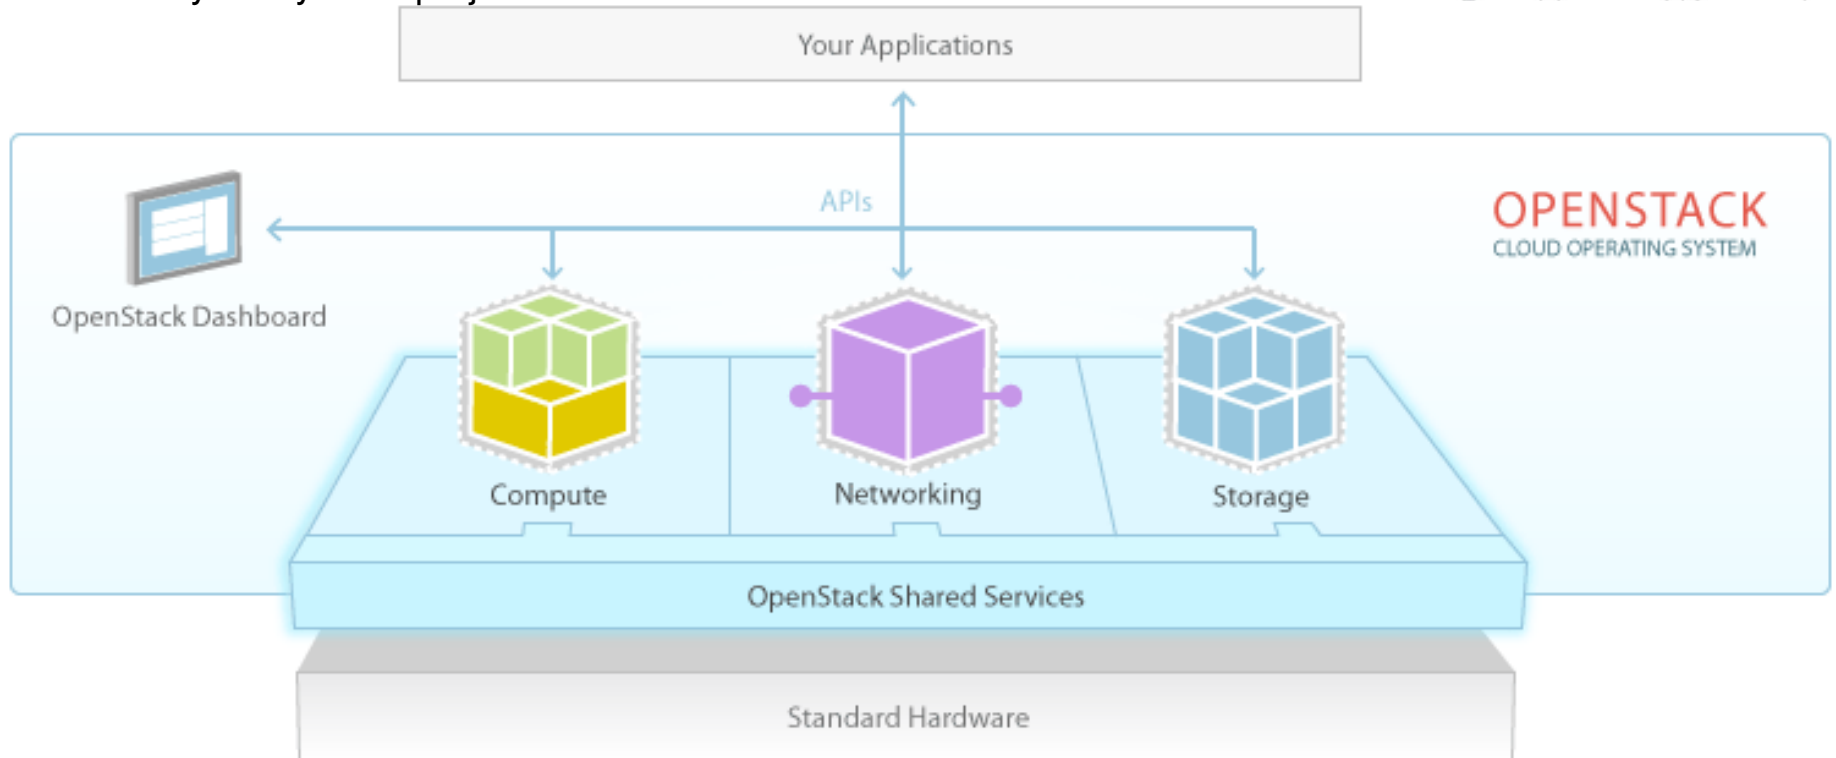 Your Applications
APIs
OPENSTACK
CLOUD OPERATING SYSTEM
OpenStack Dashboard
Compute
Networking
Storage
OpenStack Shared Services
Standard Hardware